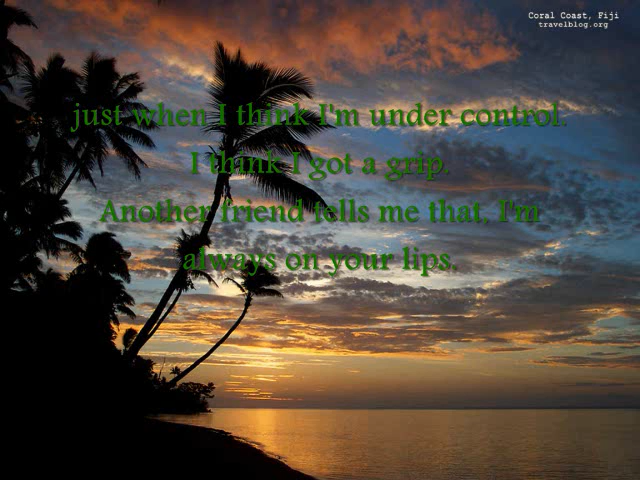 Coral Coast, Fiji
travelblog.org
just when I think I'm under control.
I think I got a grip.
Another friend tells me that, I'm
always on your lips.